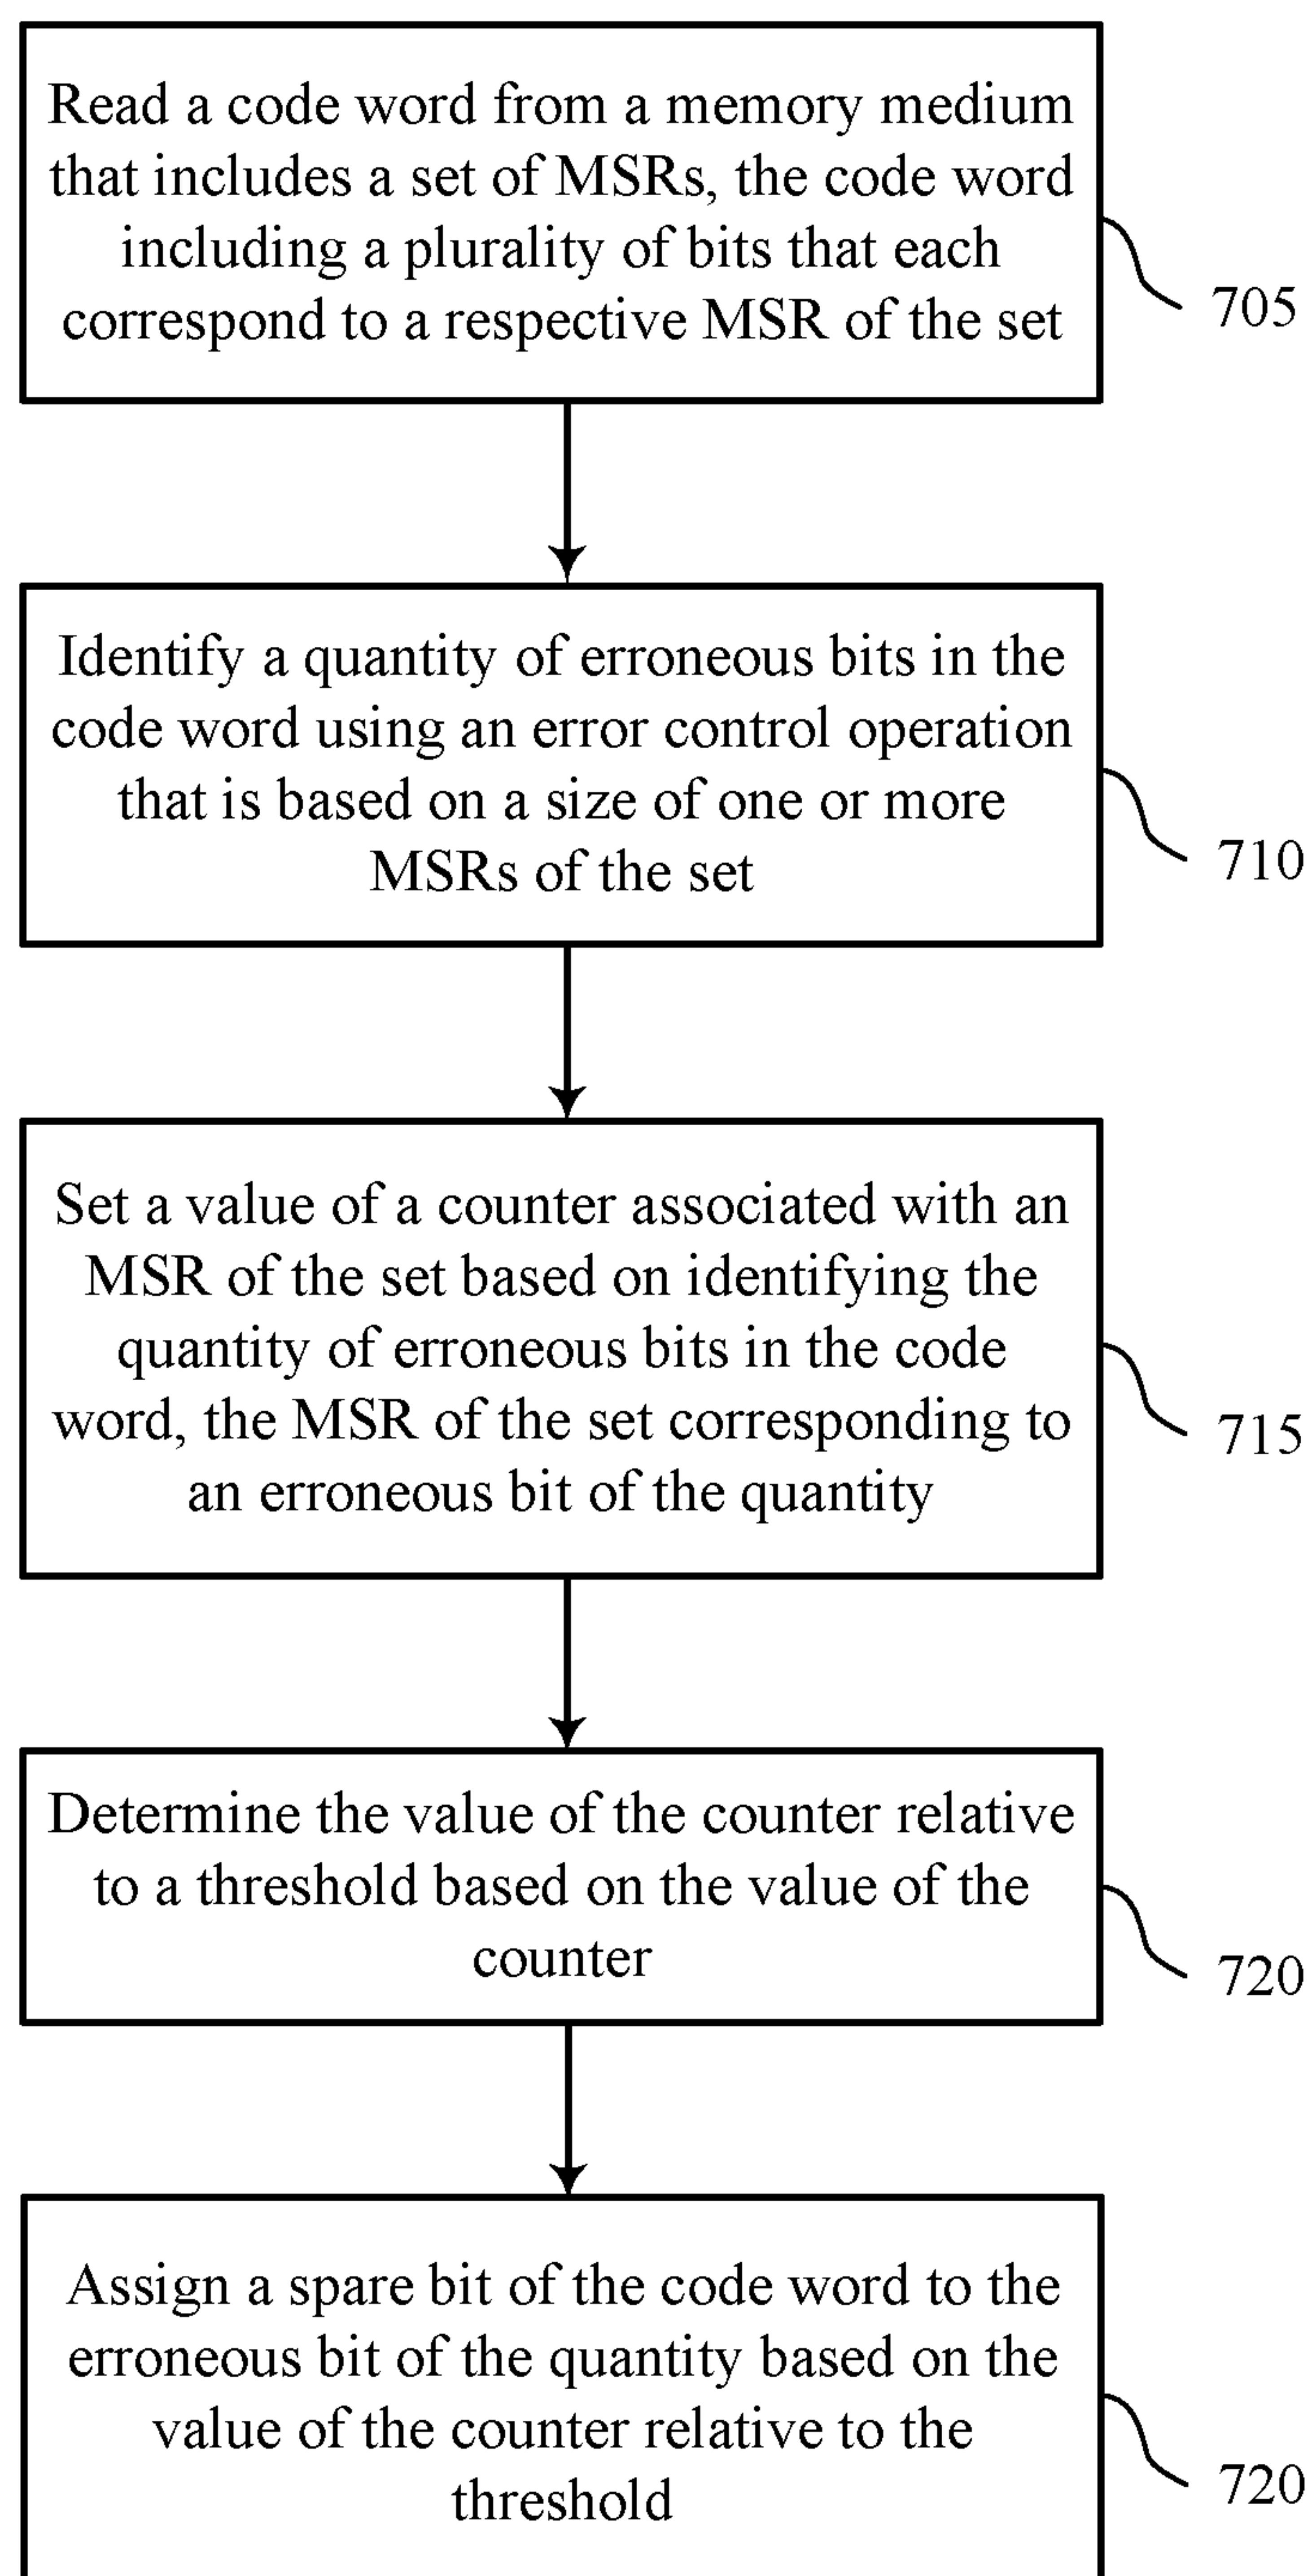 Read a code word from a memory medium
that includes a set of MSRs, the code word
including a plurality of bits that each
correspond to a respective MSR of the set
705
Identify a quantity of erroneous bits in the
code word using an error control operation
that is based on a size of one or more
MSRs of the set
710
Set a value of a counter associated with an
MSR of the set based on identifying the
quantity of erroneous bits in the code
word, the MSR of the set corresponding to
an erroneous bit of the quantity
715
Determine the value of the counter relative
to a threshold based on the value of the
counter
720
Assign a spare bit of the code word to the
erroneous bit of the quantity based on the
value of the counter relative to the
threshold
720